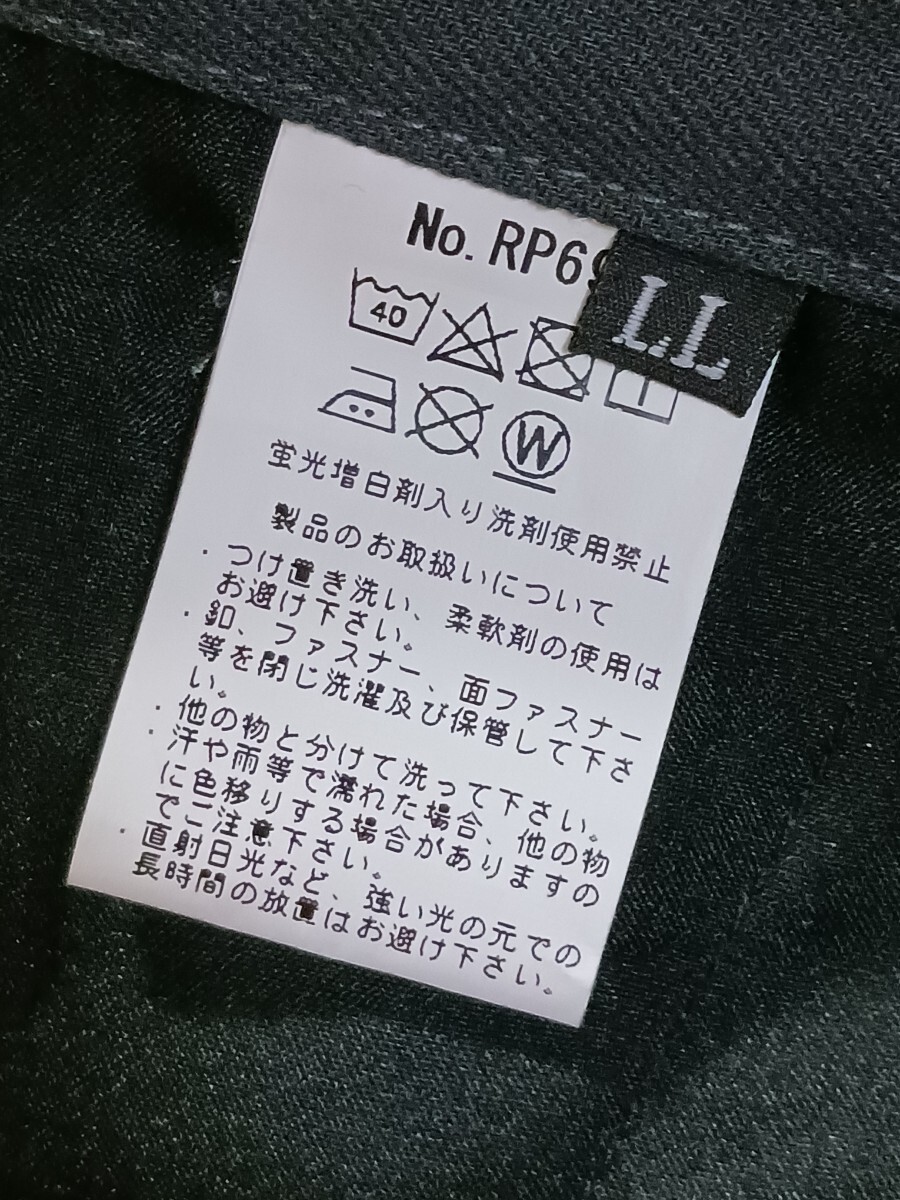 No. RP69
LL
40
W
蛍光増白剤入り洗剤使用禁止
製品のお取扱いについて
・つけ置き洗い、柔軟剤の使用は
お避け下さい。
・釦、ファスナー、面ファスナー
等を閉じ洗濯及び保管して下さ
い。
・他の物と分けて洗って下さい。
・汗や雨等で濡れた場合、他の物
に色移りする場合がありますの
でご注意下さい。
・直射日光など、強い光の元での
長時間の放置はお避け下さい。